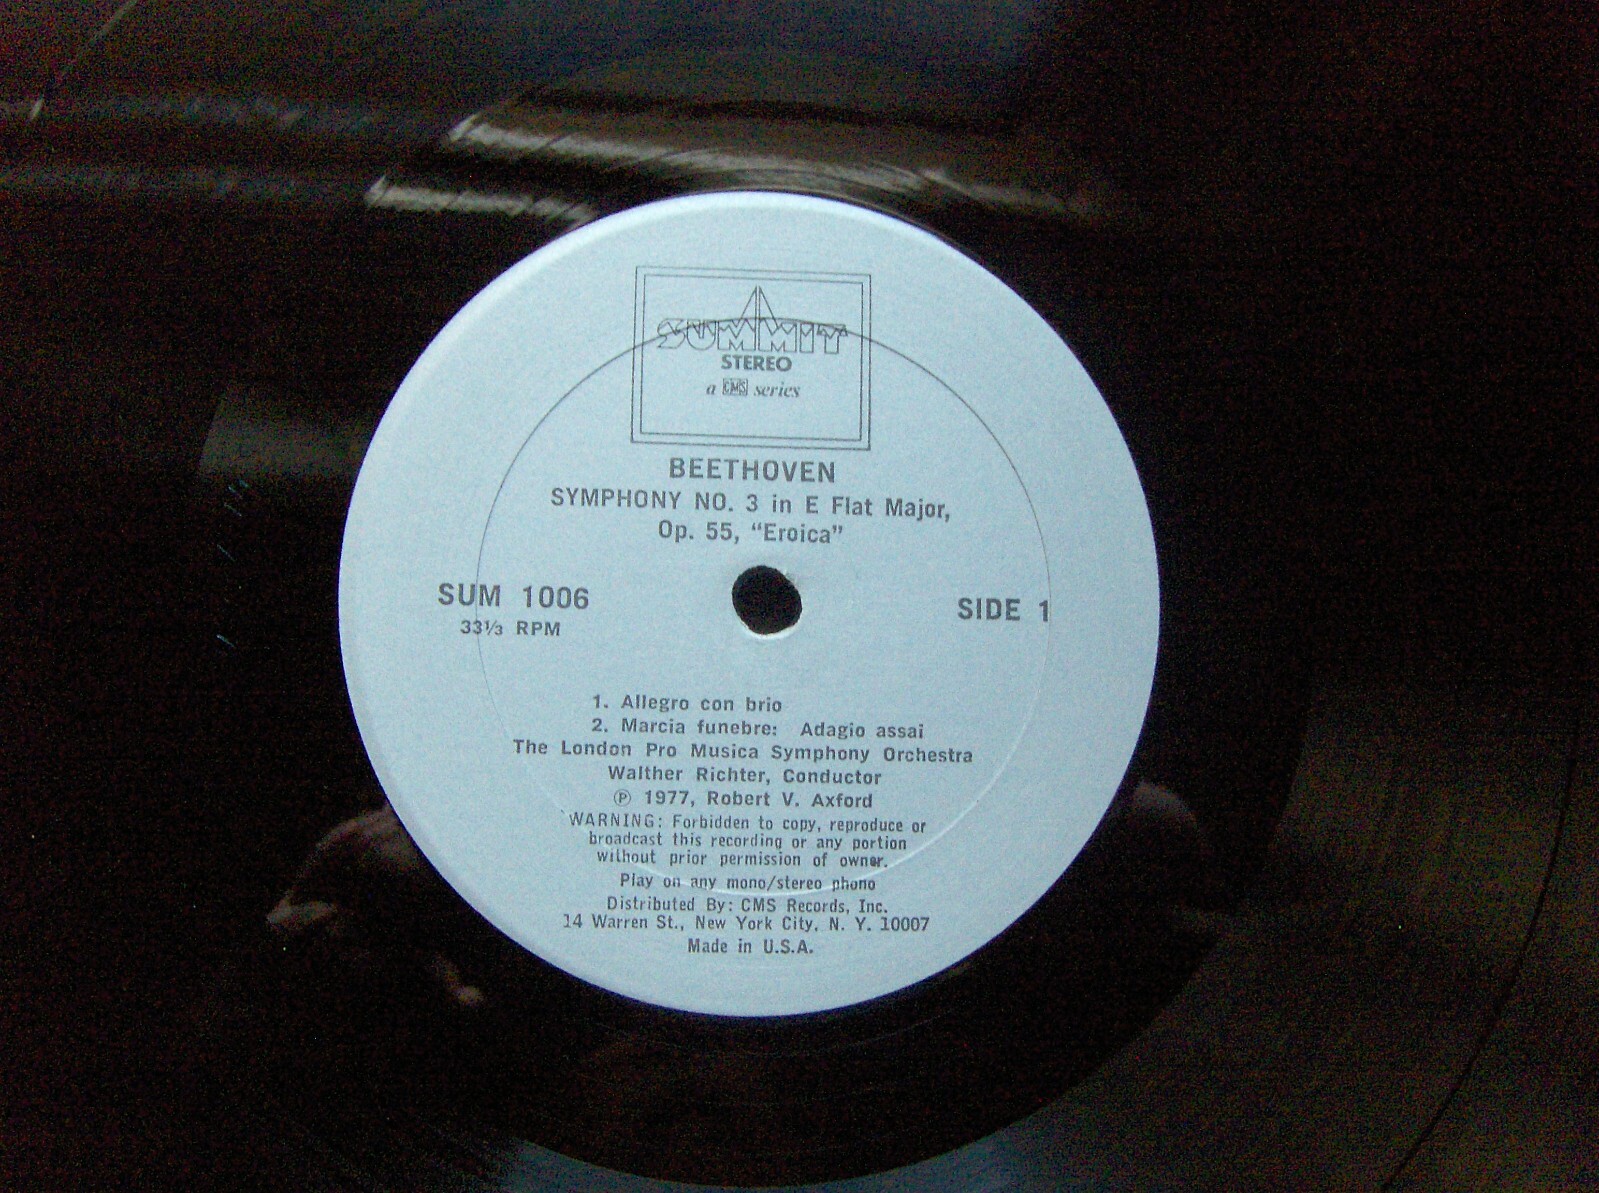 SUMMIT
STEREO
a CMS series
BEETHOVEN
SYMPHONY NO. 3 in E Flat Major,
Op. 55, “Eroica”
SUM 1006
33⅓ RPM
SIDE 1
1. Allegro con brio
2. Marcia funebre: Adagio assai
The London Pro Musica Symphony Orchestra
Walther Richter, Conductor
℗ 1977, Robert V. Axford
WARNING: Forbidden to copy, reproduce or
broadcast this recording or any portion
without prior permission of owner.
Play on any mono/stereo phono
Distributed By: CMS Records, Inc.
14 Warren St., New York City, N. Y. 10007
Made in U.S.A.